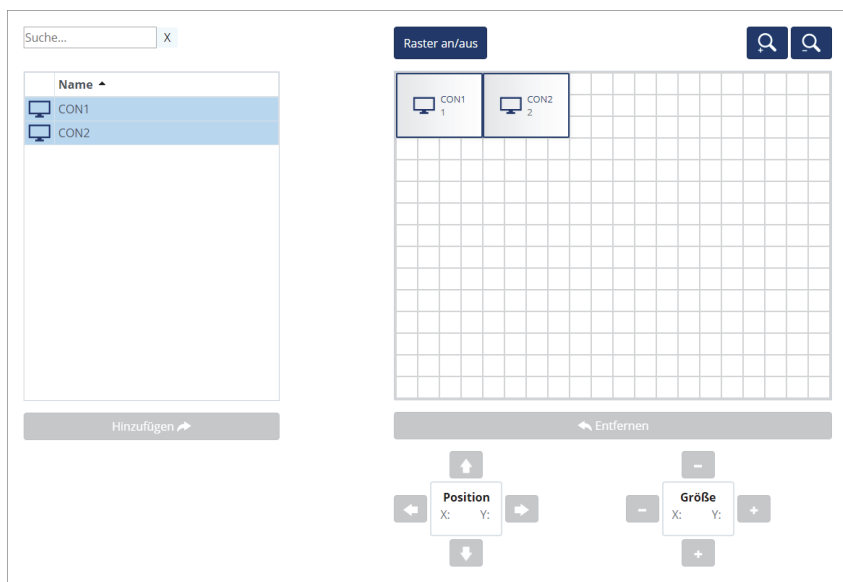 Suche...
X
Raster an/aus
Name
CON1
CON2
CON1
1
CON2
2
Hinzufügen
Entfernen
Position
X: Y:
Größe
X: Y: